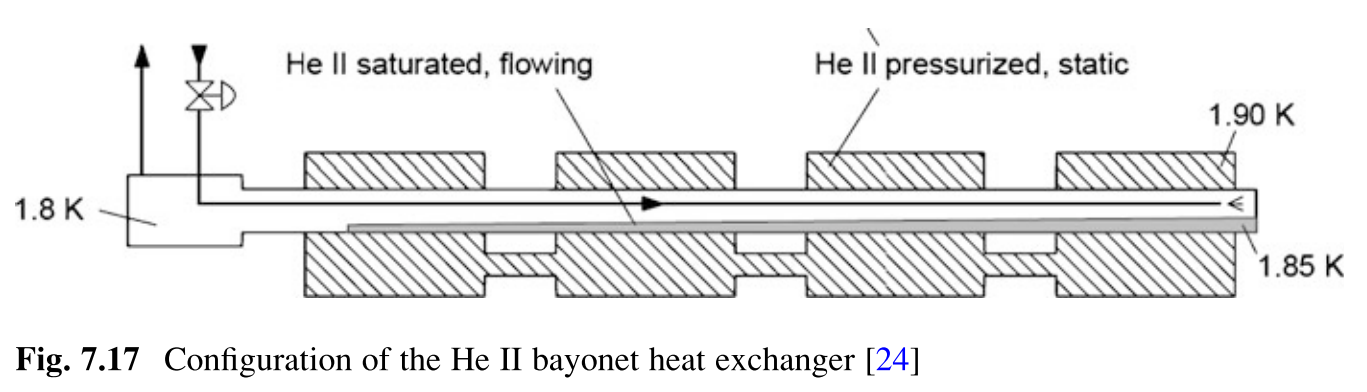 He II saturated, flowing
He II pressurized, static
1.90 K
1.8 K
1.85 K
Fig. 7.17 Configuration of the He II bayonet heat exchanger [24]